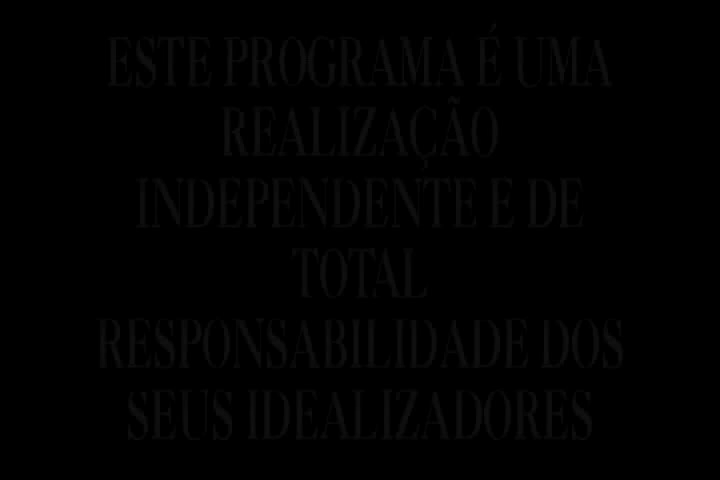 ESTE PROGRAMA É UMA
REALIZAÇÃO
INDEPENDENTE E DE
TOTAL
RESPONSABILIDADE DOS
SEUS IDEALIZADORES